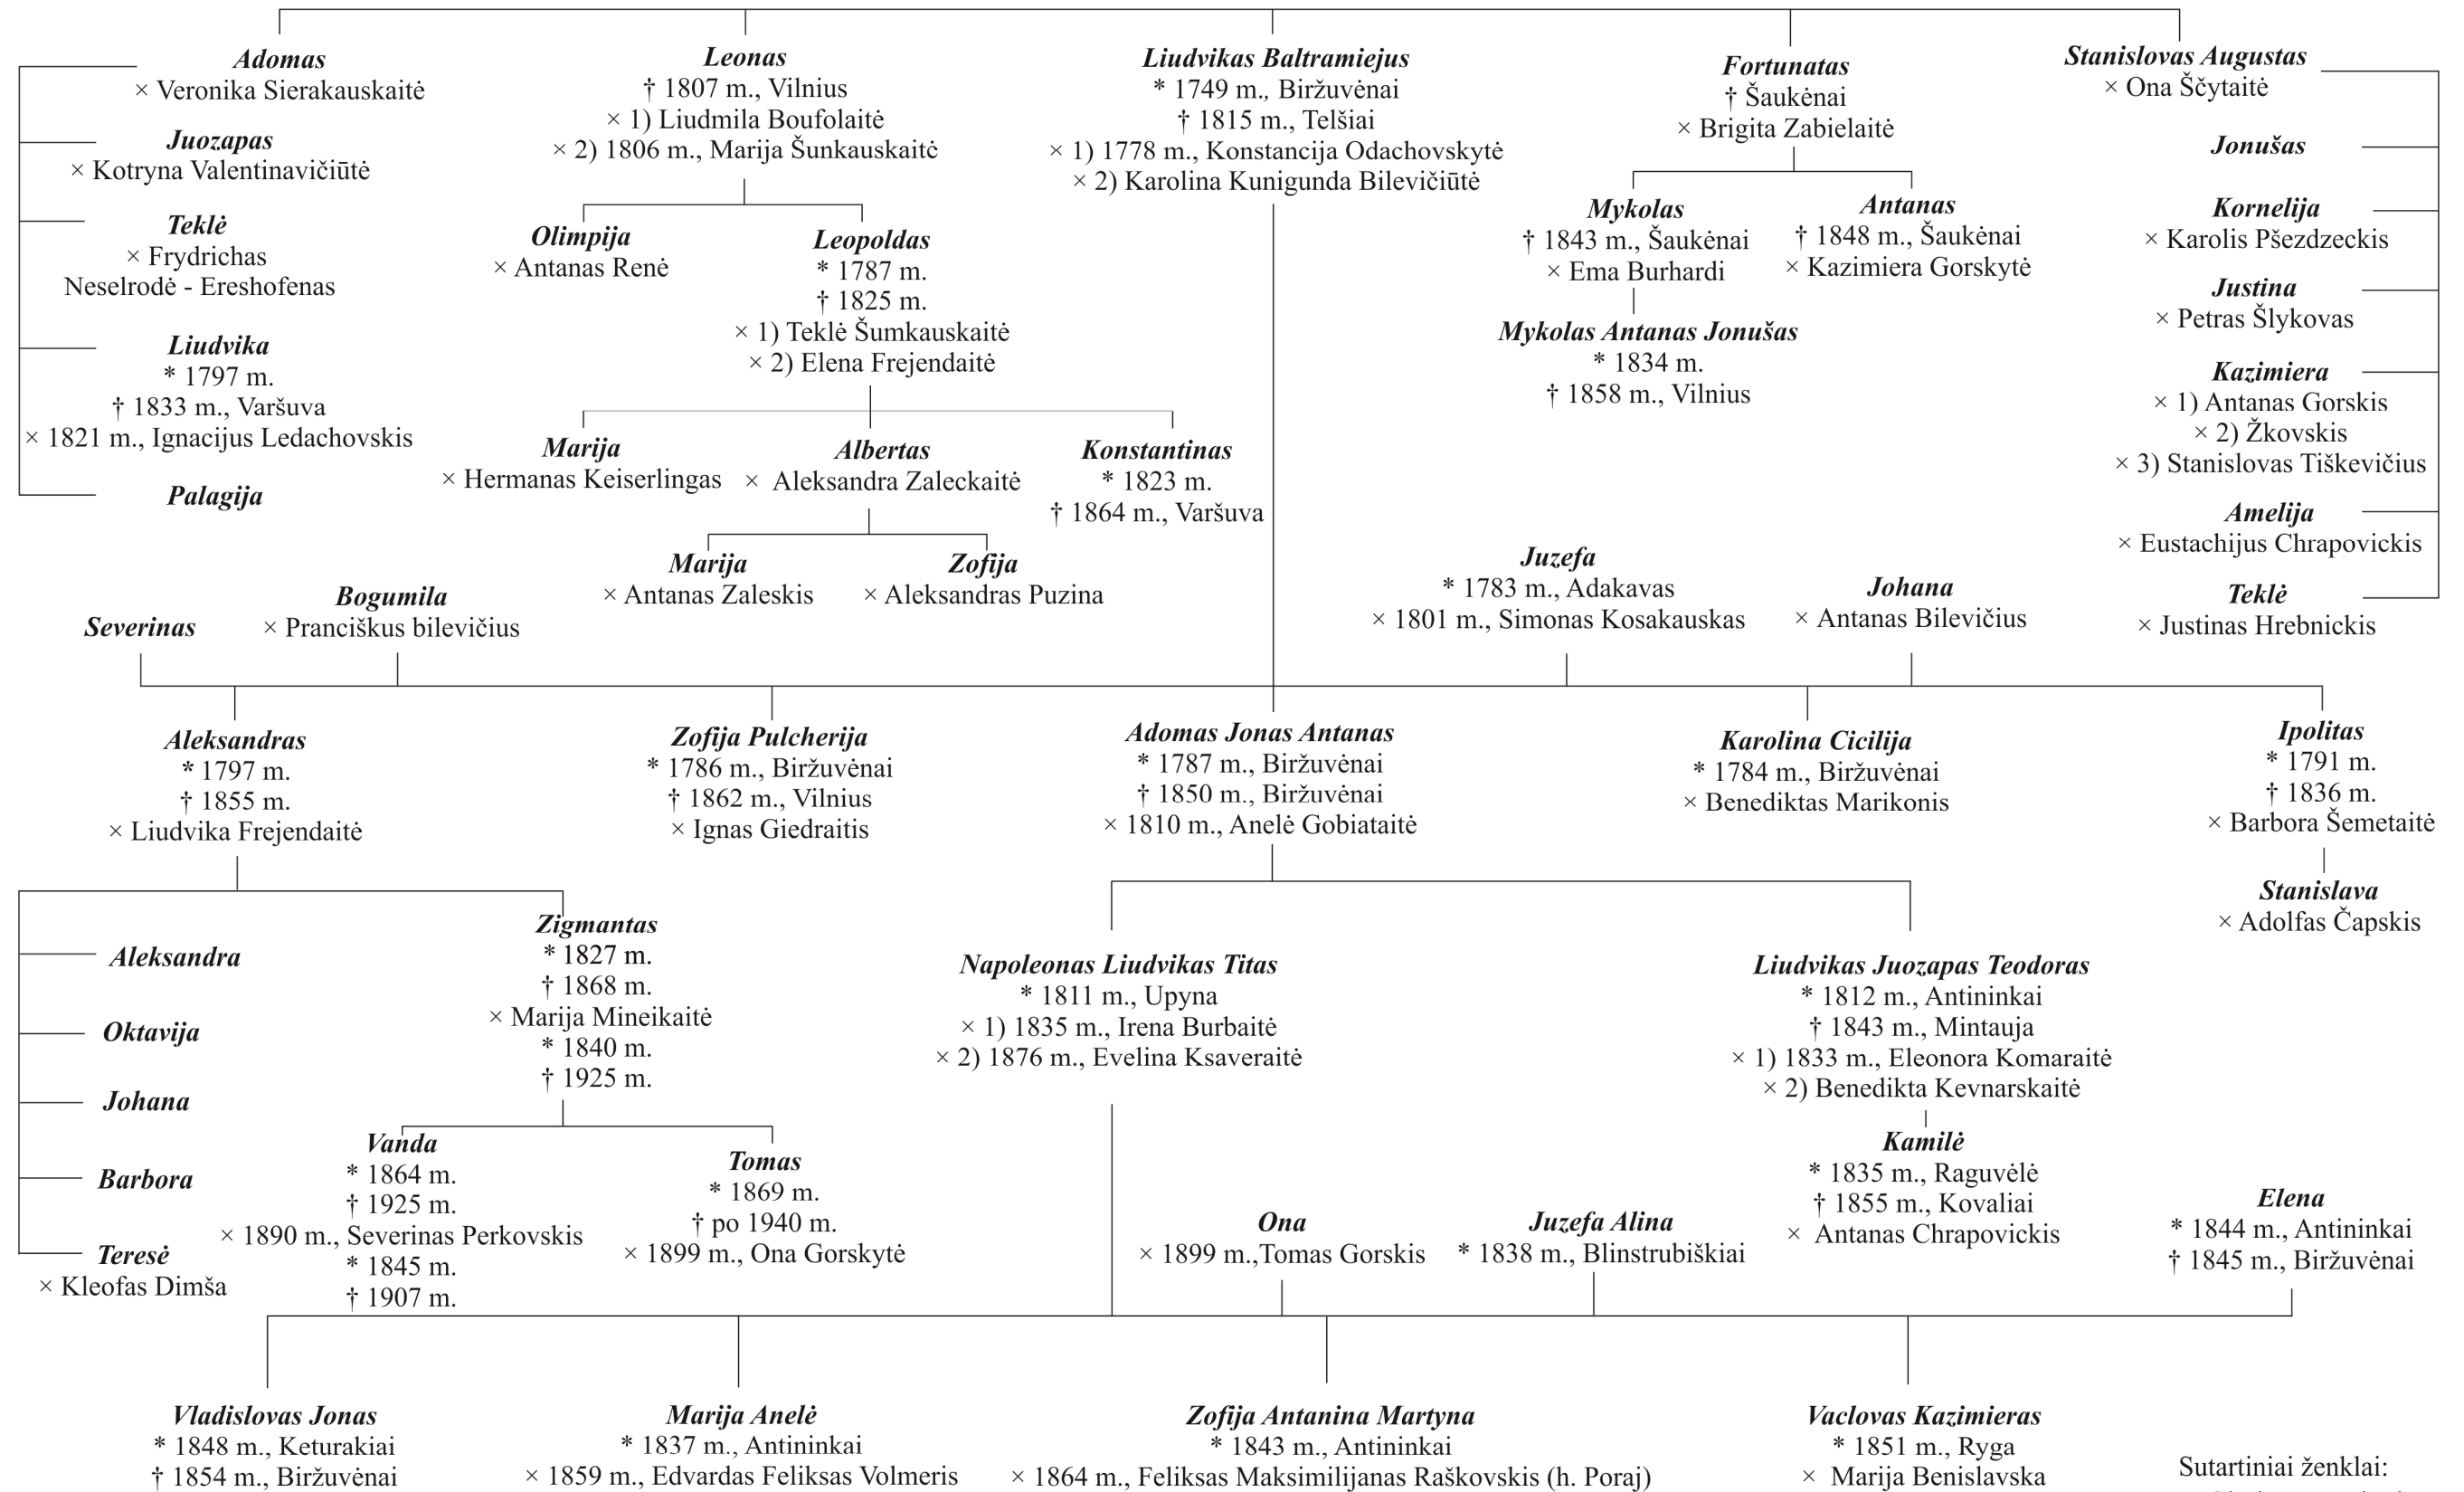 Adomas
× Veronika Sierakauskaitė
Juozapas
× Kotryna Valentinavičiūtė
Teklė
× Frydrichas
Neselrodė - Ereshofenas
Liudvika
* 1797 m.
† 1833 m., Varšuva
× 1821 m., Ignacijus Ledachovskis
Palagija
Leonas
† 1807 m., Vilnius
× 1) Liudmila Boufolaitė
× 2) 1806 m., Marija Šunkauskaitė
Olimpija
× Antanas Renė
Leopoldas
* 1787 m.
† 1825 m.
× 1) Teklė Šumkauskaitė
× 2) Elena Frejendaitė
Marija
× Hermanas Keiserlingas
Albertas
× Aleksandra Zaleckaitė
Konstantinas
* 1823 m.
† 1864 m., Varšuva
Marija
× Antanas Zaleskis
Zofija
× Aleksandras Puzina
Liudvikas Baltramiejus
* 1749 m., Biržuvėnai
† 1815 m., Telšiai
× 1) 1778 m., Konstancija Odachovskytė
× 2) Karolina Kunigunda Bilevičiūtė
Fortunatas
† Šaukėnai
× Brigita Zabielaitė
Mykolas
† 1843 m., Šaukėnai
× Ema Burhardi
Antanas
† 1848 m., Šaukėnai
× Kazimiera Gorskytė
Mykolas Antanas Jonušas
* 1834 m.
† 1858 m., Vilnius
Stanislovas Augustas
× Ona Ščytaitė
Jonušas
Kornelija
× Karolis Pšezdzeckis
Justina
× Petras Šlykovas
Kazimiera
× 1) Antanas Gorskis
× 2) Žkovskis
× 3) Stanislovas Tiškevičius
Amelija
× Eustachijus Chrapovickis
Teklė
× Justinas Hrebnickis
Severinas
Bogumila
× Pranciškus bilevičius
Juzefa
* 1783 m., Adakavas
× 1801 m., Simonas Kosakauskas
Johana
× Antanas Bilevičius
Aleksandras
* 1797 m.
† 1855 m.
× Liudvika Frejendaitė
Zofija Pulcherija
* 1786 m., Biržuvėnai
† 1862 m., Vilnius
× Ignas Giedraitis
Adomas Jonas Antanas
* 1787 m., Biržuvėnai
† 1850 m., Biržuvėnai
× 1810 m., Anelė Gobiataitė
Karolina Cicilija
* 1784 m., Biržuvėnai
× Benediktas Marikonis
Ipolitas
* 1791 m.
† 1836 m.
× Barbora Šemetaitė
Stanislava
× Adolfas Čapskis
Aleksandra
Oktavija
Johana
Barbora
Teresė
× Kleofas Dimša
Zigmantas
* 1827 m.
† 1868 m.
× Marija Mineikaitė
* 1840 m.
† 1925 m.
Vanda
* 1864 m.
† 1925 m.
× 1890 m., Severinas Perkovskis
* 1845 m.
† 1907 m.
Tomas
* 1869 m.
† po 1940 m.
× 1899 m., Ona Gorskytė
Napoleonas Liudvikas Titas
* 1811 m., Upyna
× 1) 1835 m., Irena Burbaitė
× 2) 1876 m., Evelina Ksaveraitė
Liudvikas Juozapas Teodoras
* 1812 m., Antininkai
† 1843 m., Mintauja
× 1) 1833 m., Eleonora Komaraitė
× 2) Benedikta Kevnarskaitė
Kamilė
* 1835 m., Raguvėlė
† 1855 m., Kovaliai
× Antanas Chrapovickis
Ona
× 1899 m.,Tomas Gorskis
Juzefa Alina
* 1838 m., Blinstrubiškiai
Elena
* 1844 m., Antininkai
† 1845 m., Biržuvėnai
Vladislovas Jonas
* 1848 m., Keturakiai
† 1854 m., Biržuvėnai
Marija Anelė
* 1837 m., Antininkai
× 1859 m., Edvardas Feliksas Volmeris
Zofija Antanina Martyna
* 1843 m., Antininkai
× 1864 m., Feliksas Maksimilijanas Raškovskis (h. Poraj)
Vaclovas Kazimieras
* 1851 m., Ryga
× Marija Benislavska
Sutartiniai ženklai: